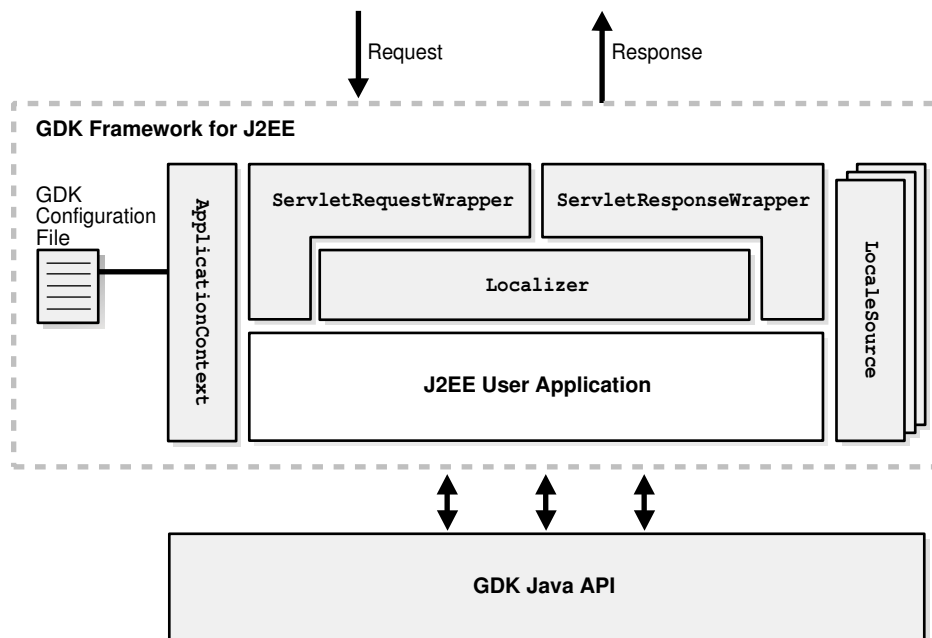 Request
Response
GDK Framework for J2EE
GDK
Configuration
File
ApplicationContext
ServletRequestWrapper
ServletResponseWrapper
Localizer
LocaleSource
J2EE User Application
GDK Java API